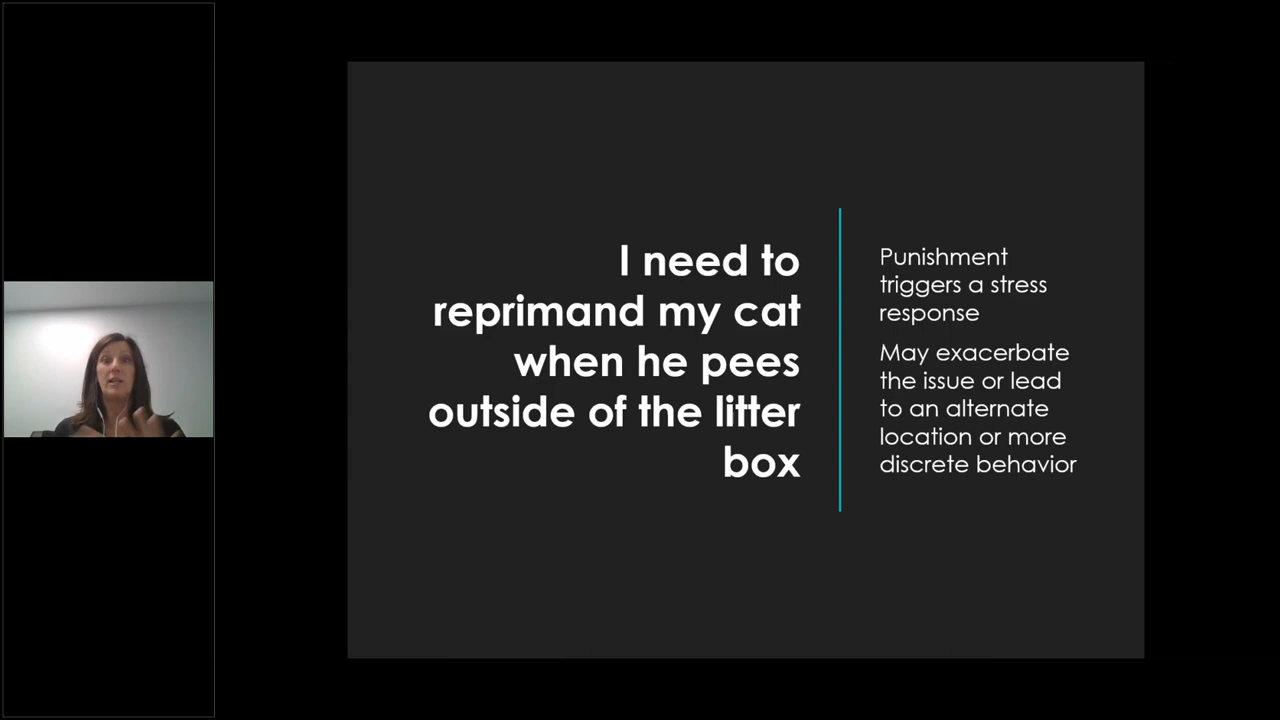 I need to
reprimand my cat
when he pees
outside of the litter
box
Punishment
triggers a stress
response
May exacerbate
the issue or lead
to an alternate
location or more
discrete behavior